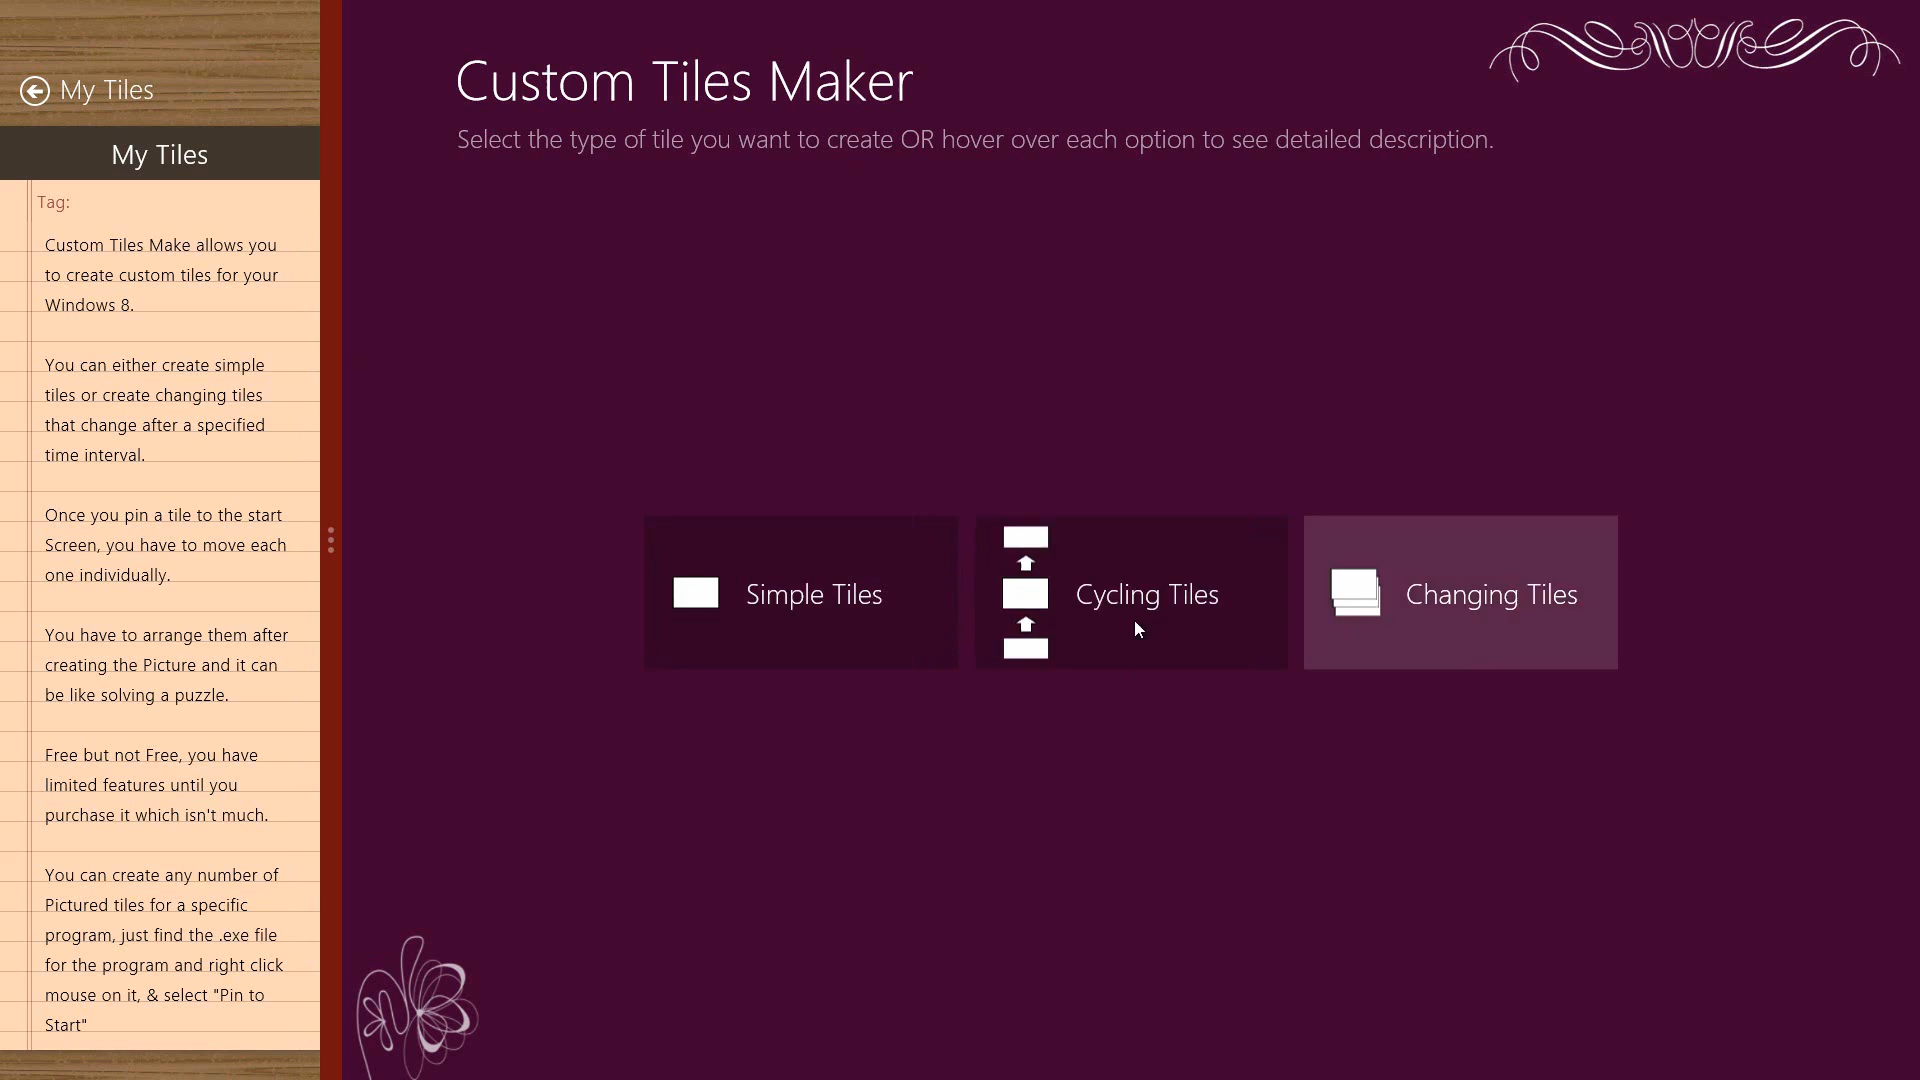 My Tiles
My Tiles
Tag:
Custom Tiles Make allows you
to create custom tiles for your
Windows 8.
You can either create simple
tiles or create changing tiles
that change after a specified
time interval.
Once you pin a tile to the start
Screen, you have to move each
one individually.
You have to arrange them after
creating the Picture and it can
be like solving a puzzle.
Free but not Free, you have
limited features until you
purchase it which isn't much.
You can create any number of
Pictured tiles for a specific
program, just find the .exe file
for the program and right click
mouse on it, & select "Pin to
Start"
Custom Tiles Maker
Select the type of tile you want to create OR hover over each option to see detailed description.
Simple Tiles
Cycling Tiles
Changing Tiles